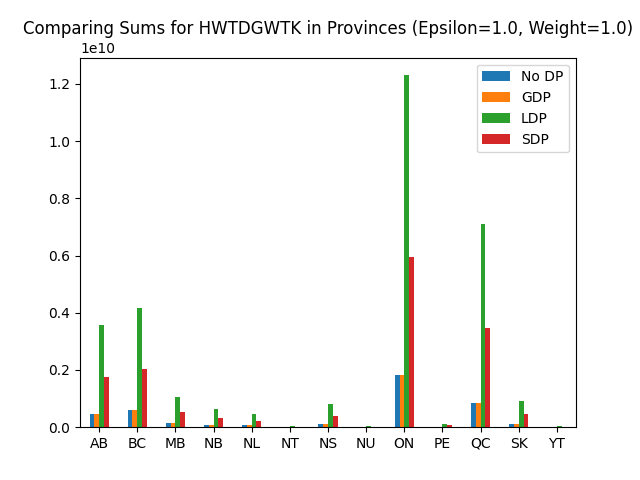 Comparing Sums for HWTDGWTK in Provinces (Epsilon=1.0, Weight=1.0)
1e10
No DP
GDP
LDP
SDP
1.2
1.0
0.8
0.6
0.4
0.2
0.0
AB BC MB NB NL NT NS NU ON PE QC SK YT